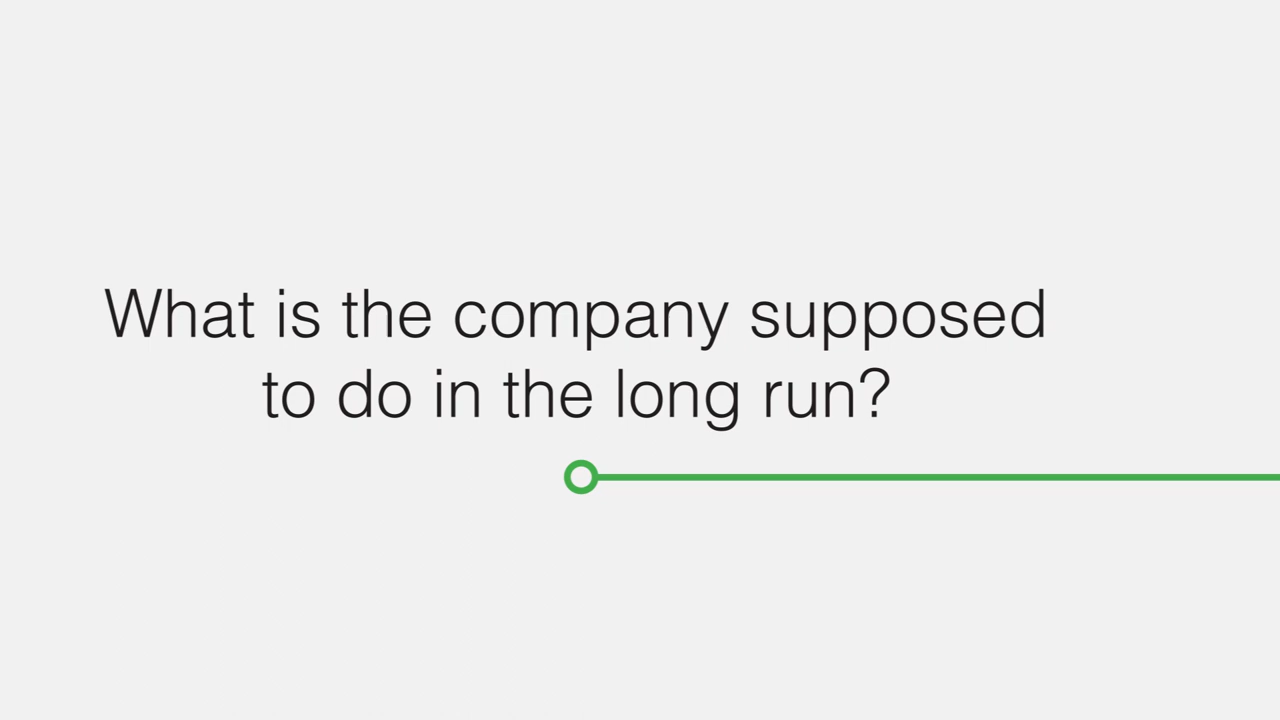 What is the company supposed
to do in the long run?